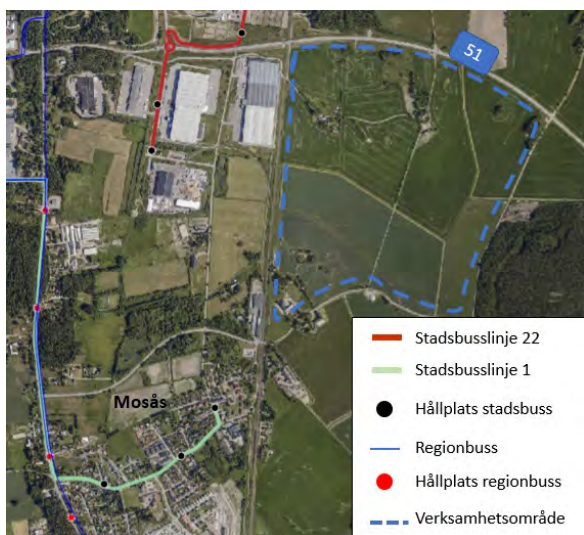 51
Mosås
Stadsbusslinje 22
Stadsbusslinje 1
Hållplats stadsbuss
Regionbuss
Hållplats regionbuss
Verksamhetsområde